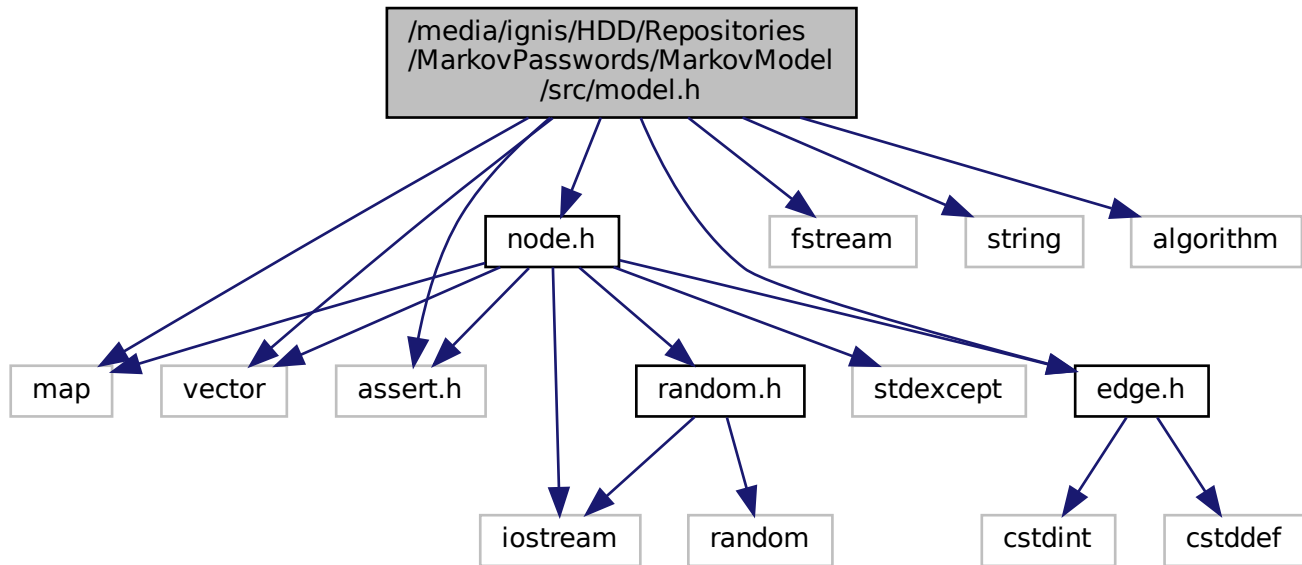 /media/ignis/HDD/Repositories
/MarkovPasswords/MarkovModel
/src/model.h
node.h
fstream
string
algorithm
map
vector
assert.h
random.h
stdexcept
edge.h
iostream
random
cstdint
cstddef